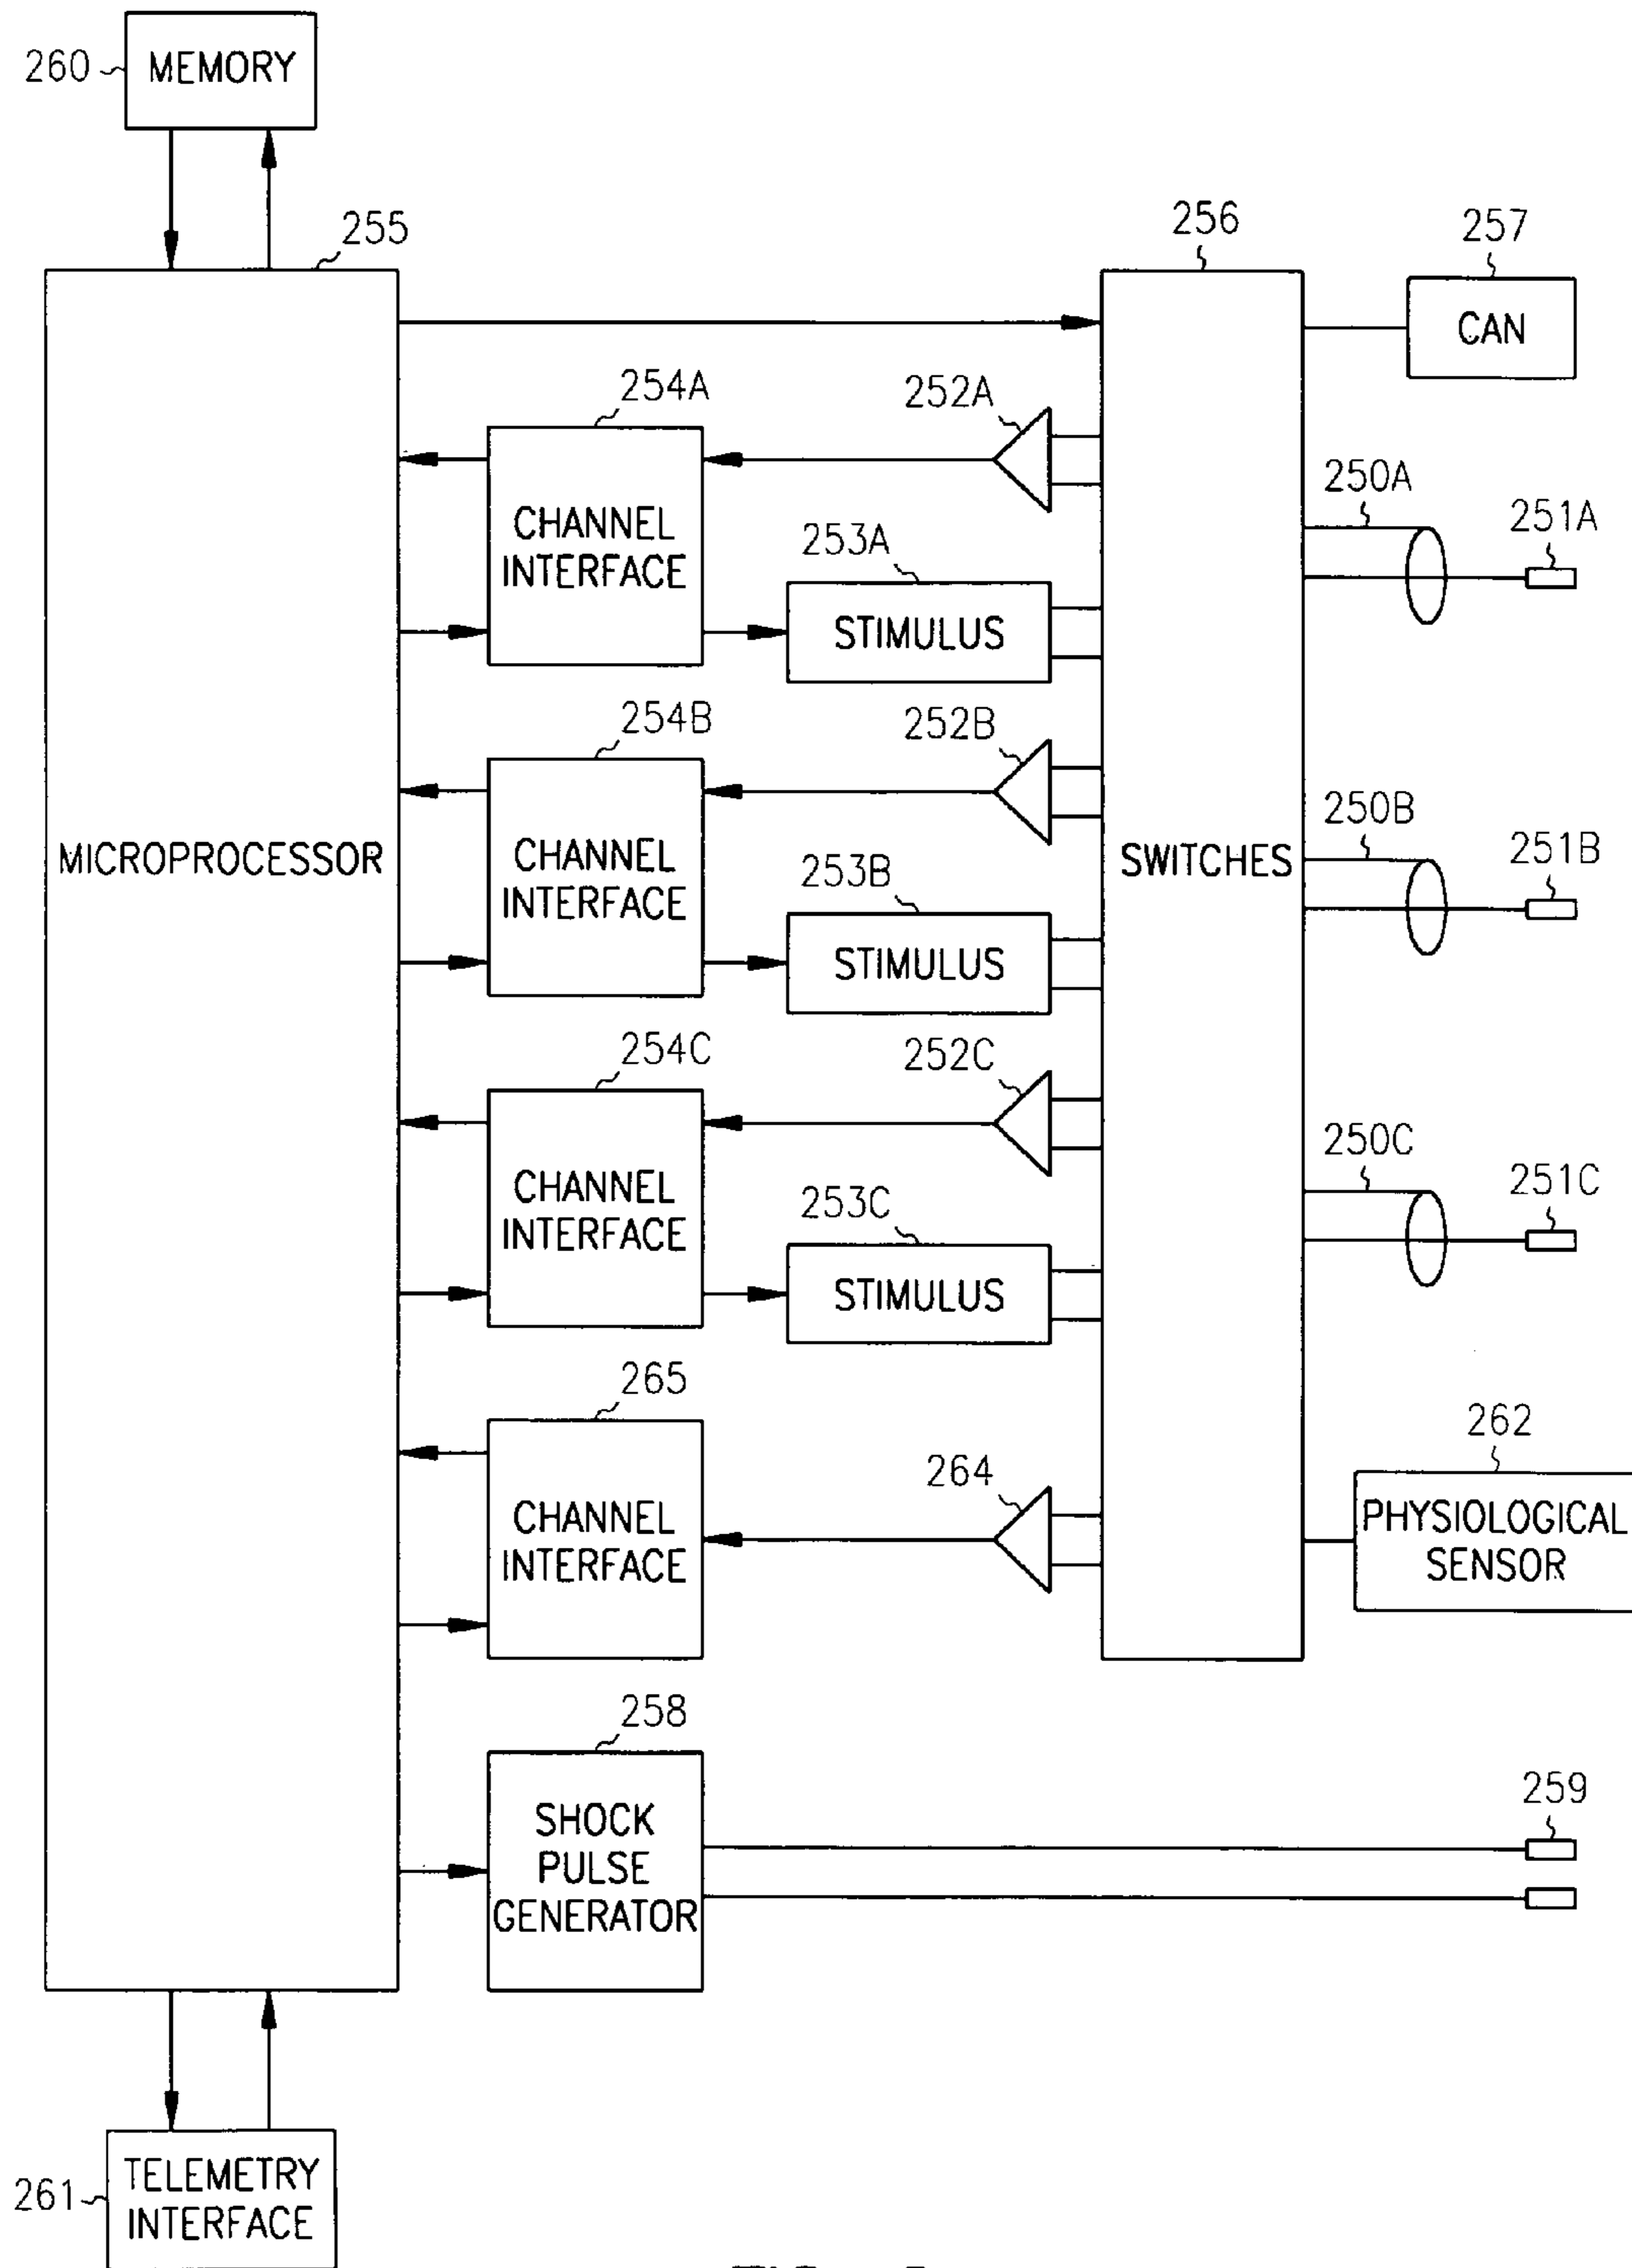 260
MEMORY
255
256
257
CAN
254A
252A
CHANNEL
INTERFACE
253A
STIMULUS
250A
251A
254B
252B
MICROPROCESSOR
CHANNEL
INTERFACE
253B
STIMULUS
SWITCHES
250B
251B
254C
252C
CHANNEL
INTERFACE
253C
STIMULUS
250C
251C
265
CHANNEL
INTERFACE
264
262
PHYSIOLOGICAL
SENSOR
258
SHOCK
PULSE
GENERATOR
259
261
TELEMETRY
INTERFACE